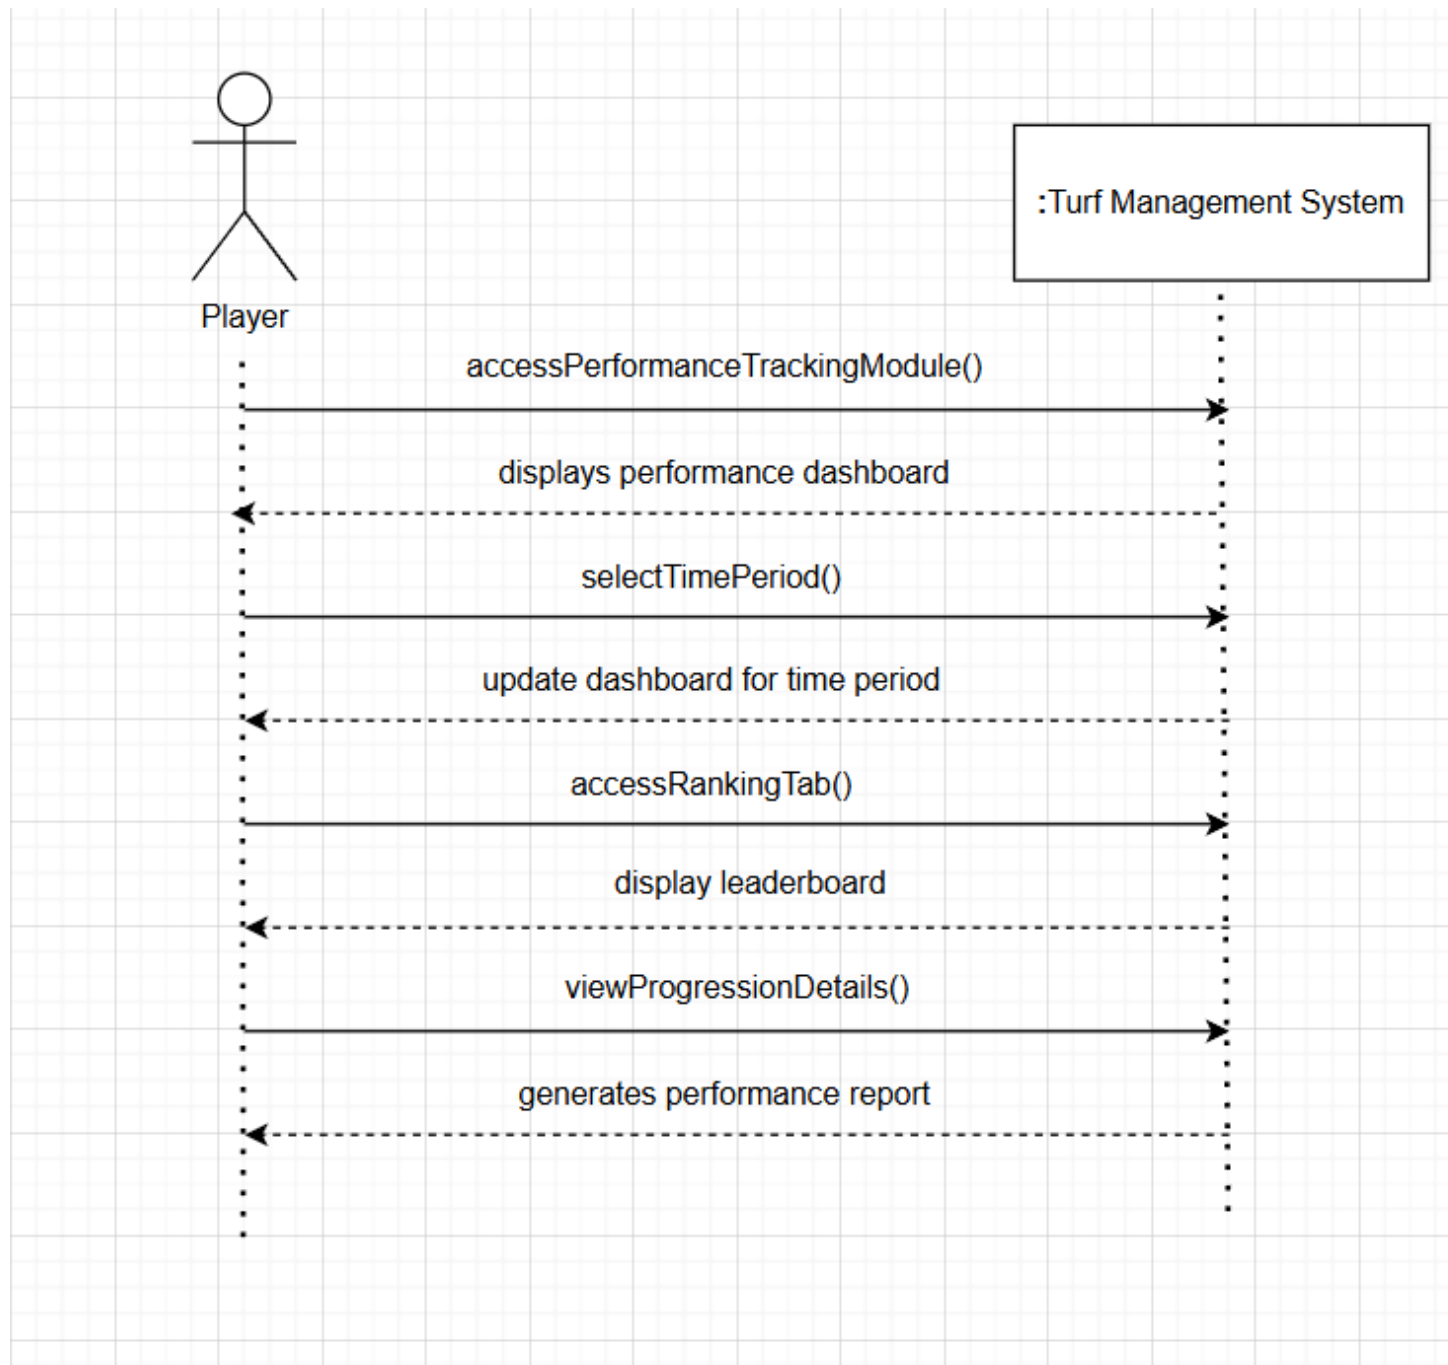 :Turf Management System
Player
accessPerformanceTrackingModule()
displays performance dashboard
selectTimePeriod()
update dashboard for time period
accessRankingTab()
display leaderboard
viewProgressionDetails()
generates performance report